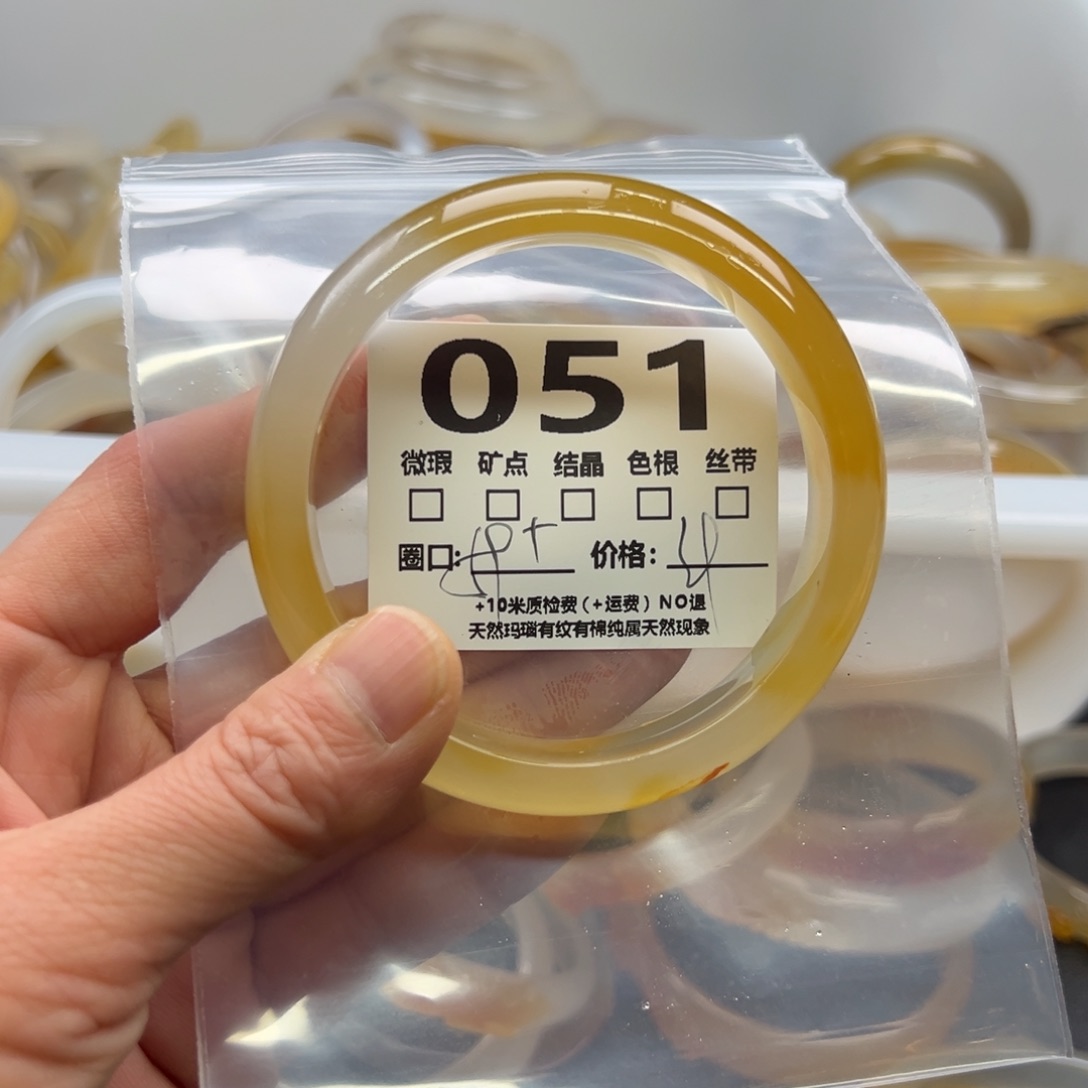 051
微瑕 矿点 结晶 色根 丝带
圈口: 价格:
+10米质检费(+运费) NO退
天然玛瑙有纹有棉纯属天然现象